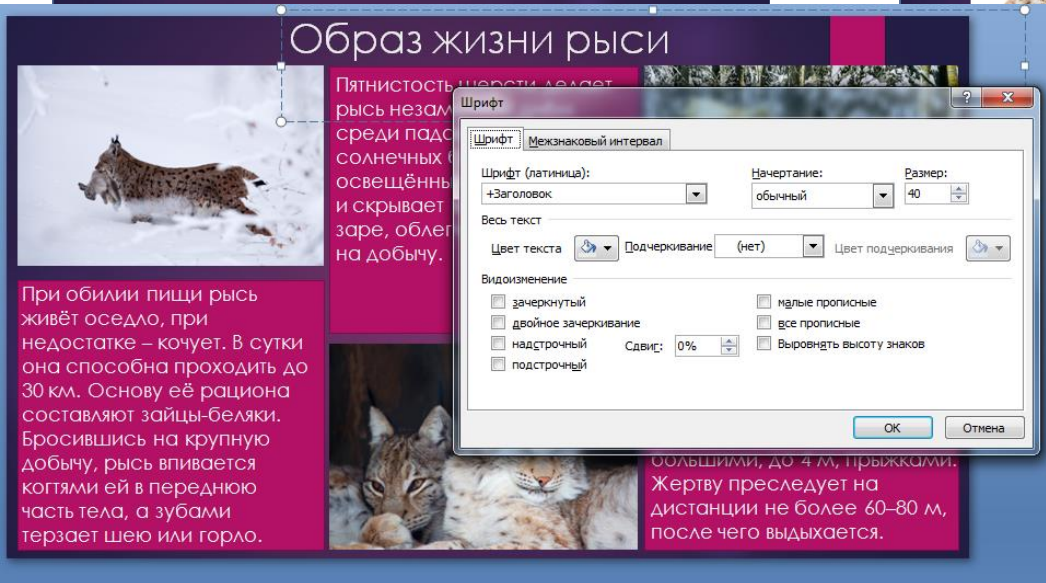 Образ жизни рыси
Пятнистость шерсти делает
рысь
среди
солнечных
и скрывает
на добычу.
При обилии пищи рысь
живёт оседло, при
недостатке – кочует. В сутки
она способна проходить до
30 км. Основу её рациона
составляют зайцы-беляки.
Бросившись на крупную
добычу, рысь впивается
когтями ей в переднюю
часть тела, а зубами
терзает шею или горло.
большими, до 4 м, прыжками.
Жертву преследует на
дистанции не более 60–80 м,
после чего выдыхается.
Шрифт
Шрифт Межзнаковый интервал
Шрифт (латиница): Начертание: Размер:
+Заголовок обычный 40
Весь текст
Цвет текста Подчеркивание (нет) Цвет подчеркивания
Видоизменение
зачеркнутый малые прописные
двойное зачеркивание все прописные
надстрочный Сдвиг: 0% Выровнять высоту знаков
подстрочный
ОК Отмена